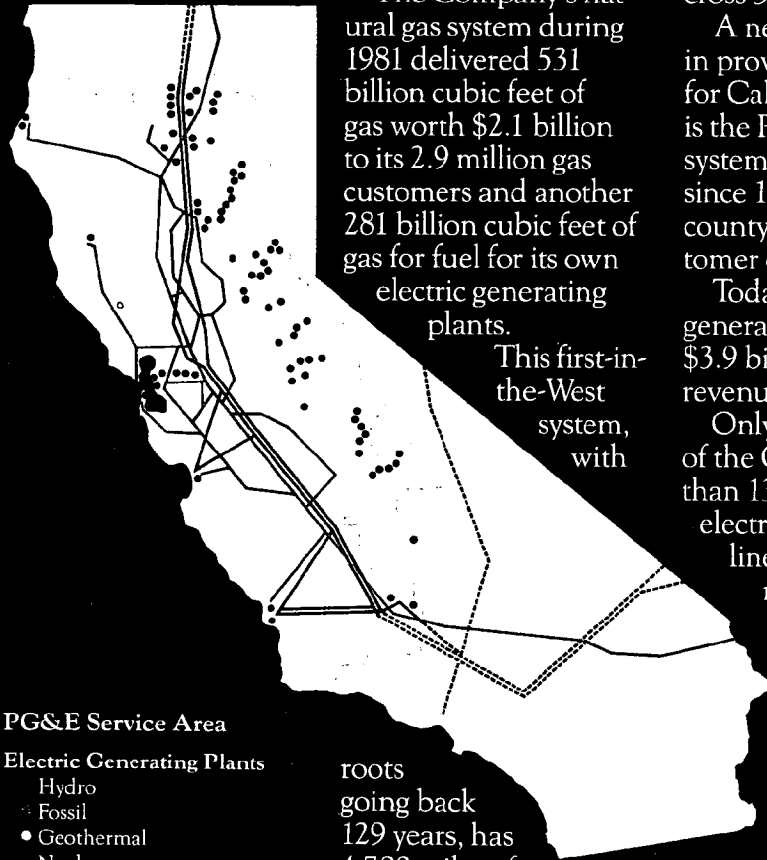 The Company's nat-
ural gas system during
1981 delivered 531
billion cubic feet of
gas worth $2.1 billion
to its 2.9 million gas
customers and another
281 billion cubic feet of
gas for fuel for its own
electric generating
plants.
This first-in-
the-West
system,
with
roots
going back
129 years, has
A ne
in prov
for Cal
is the P
system
since 1
county
tomer
Toda
genera
$3.9 bi
revenu
Only
of the C
than 13
electr
line
PG&E Service Area
Electric Generating Plants
Hydro
Fossil
Geothermal